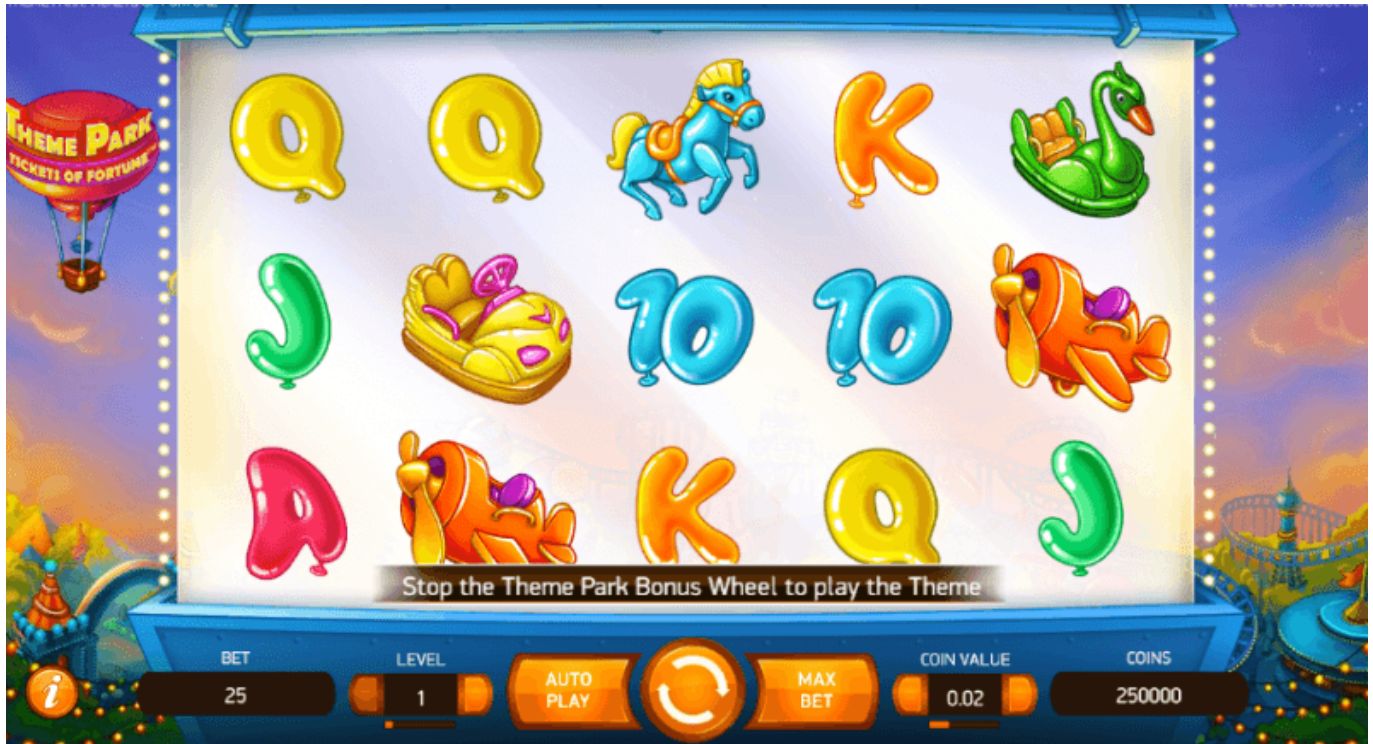 THEME PARK
TICKETS OF FORTUNE
Q Q K
J 10 10
A K Q J
Stop the Theme Park Bonus Wheel to play the Theme
BET
25
LEVEL
1
AUTO
PLAY
MAX
BET
COIN VALUE
0.02
COINS
250000
i